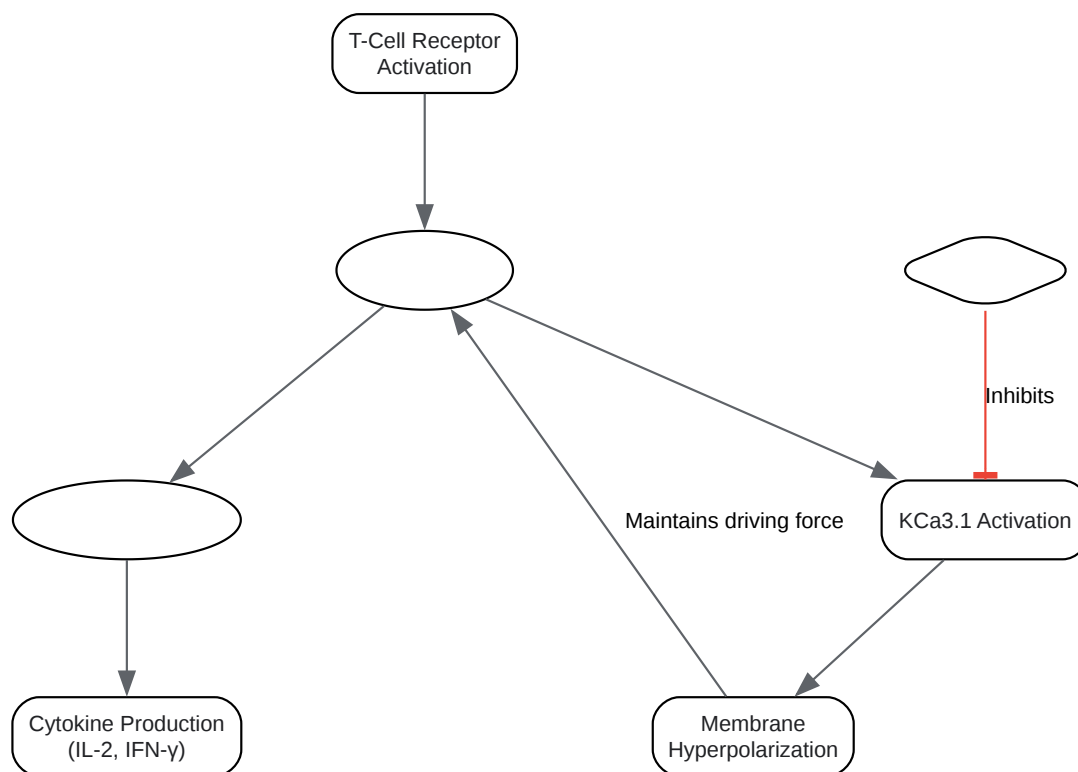 T-Cell Receptor
Activation
Inhibits
Maintains driving force
KCa3.1 Activation
Cytokine Production
(IL-2, IFN-γ)
Membrane
Hyperpolarization